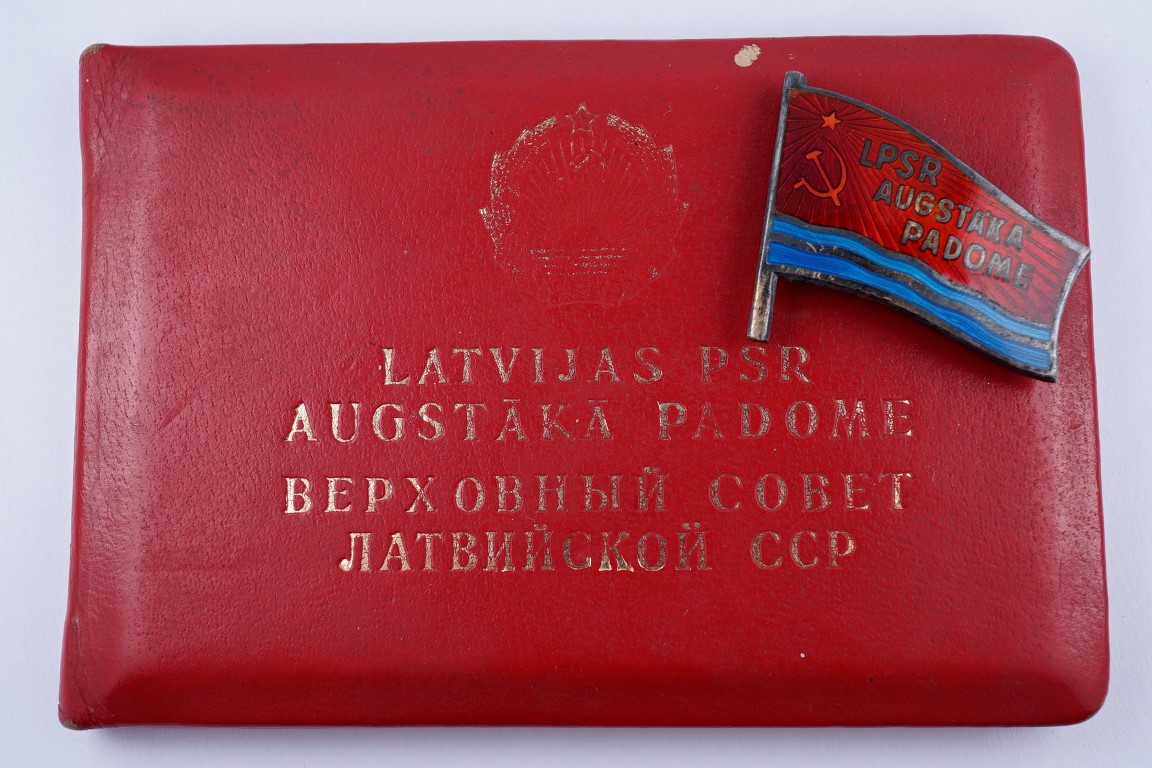 LATVIJAS PSR
AUGSTĀKĀ PADOME
ВЕРХОВНЫЙ СОВЕТ
ЛАТВИЙСКОЙ ССР
LPSR
AUGSTĀKĀ
PADOME